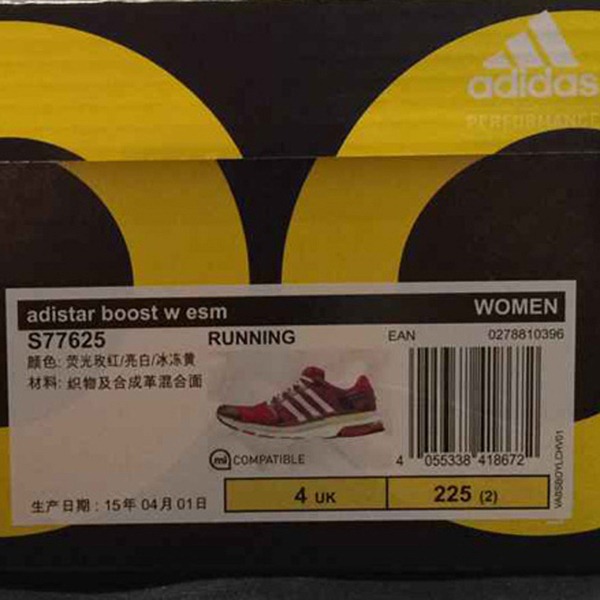 adidas
PERFORMANCE
adistar boost w esm WOMEN
S77625 RUNNING EAN 0278810396
颜色: 荧光玫红/亮白/冰冻黄
材料: 织物及合成革混合面
mi COMPATIBLE
4 055338 418672
生产日期: 15年 04月 01日
4 UK 225 (2)
VABSBOYLCHV01